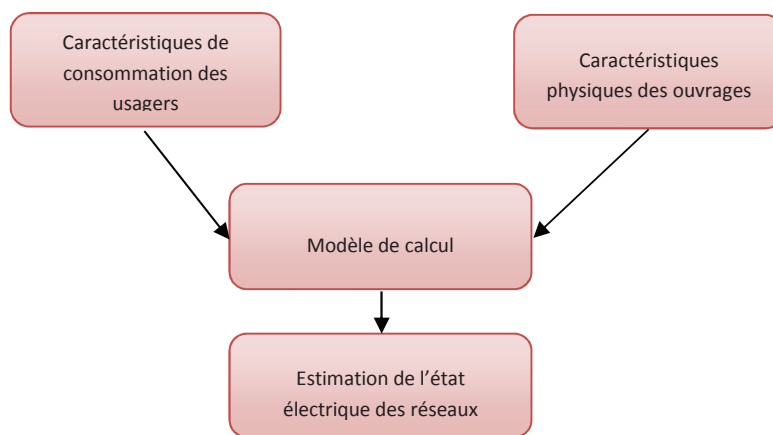 Caractéristiques de
consommation des
usagers
Caractéristiques
physiques des ouvrages
Modèle de calcul
Estimation de l’état
électrique des réseaux